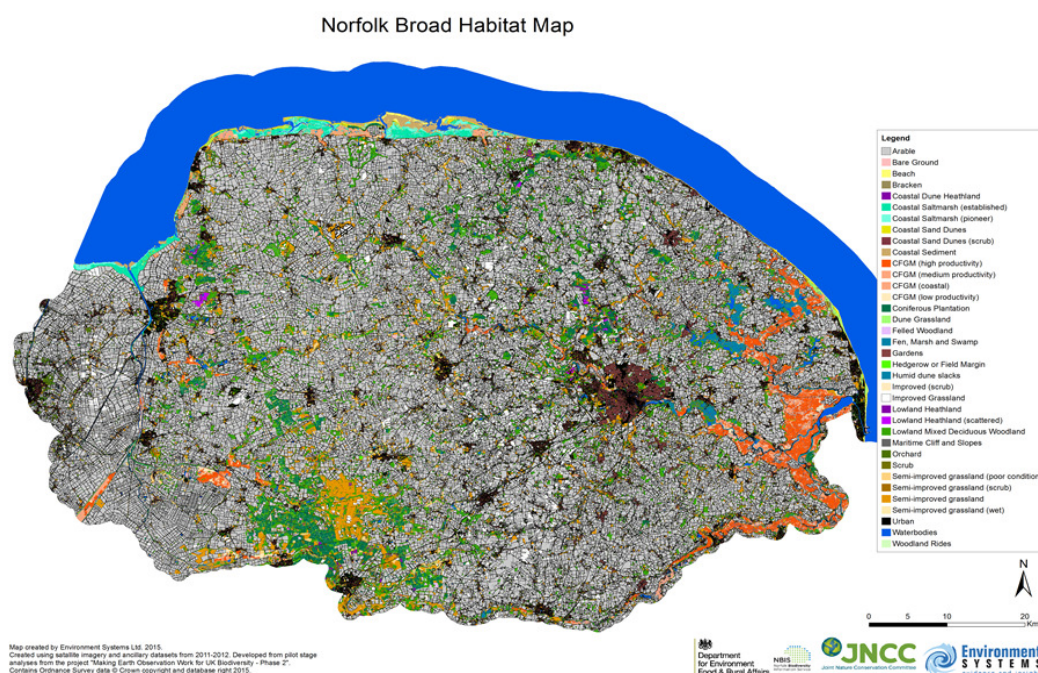 Norfolk Broad Habitat Map
Legend
Arable
Bare Ground
Beach
Bracken
Coastal Dune Heathland
Coastal Saltmarsh (established)
Coastal Saltmarsh (pioneer)
Coastal Sand Dunes
Coastal Sand Dunes (scrub)
Coastal Sediment
CFGM (high productivity)
CFGM (medium productivity)
CFGM (coastal)
CFGM (low productivity)
Coniferous Plantation
Dune Grassland
Felled Woodland
Fen, Marsh and Swamp
Gardens
Hedgerow or Field Margin
Humid dune slacks
Improved (scrub)
Improved Grassland
Lowland Heathland
Lowland Heathland (scattered)
Lowland Mixed Deciduous Woodland
Maritime Cliff and Slopes
Orchard
Scrub
Semi-improved grassland (poor condition
Semi-improved grassland (scrub)
Semi-improved grassland
Semi-improved grassland (wet)
Urban
Waterbodies
Woodland Rides
N
0 10 20
Km
Map created by Environment Systems Ltd. 2015.
Created using satellite imagery and ancillary datasets from 2011-2012. Developed from pilot stage
analyses from the project "Making Earth Observation Work for UK Biodiversity - Phase 2".
Contains Ordnance Survey data © Crown copyright and database right 2015.
Department
for Environment
Food & Rural Affairs
NBIS
JNCC
Joint Nature Conservation Committee
Environment
SYSTEMS